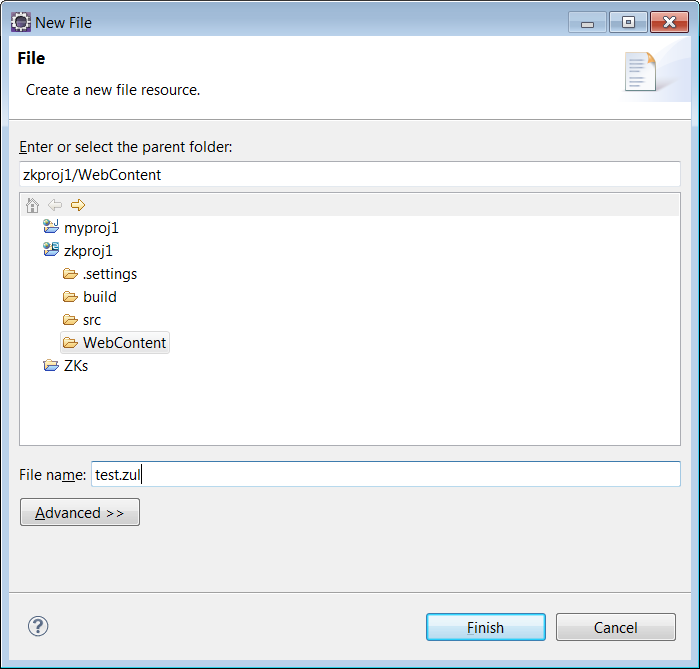 New File
File
Create a new file resource.
Enter or select the parent folder:
zkproj1/WebContent
myproj1
zkproj1
.settings
build
src
WebContent
ZKs
File name: test.zul
Advanced >>
?
Finish Cancel